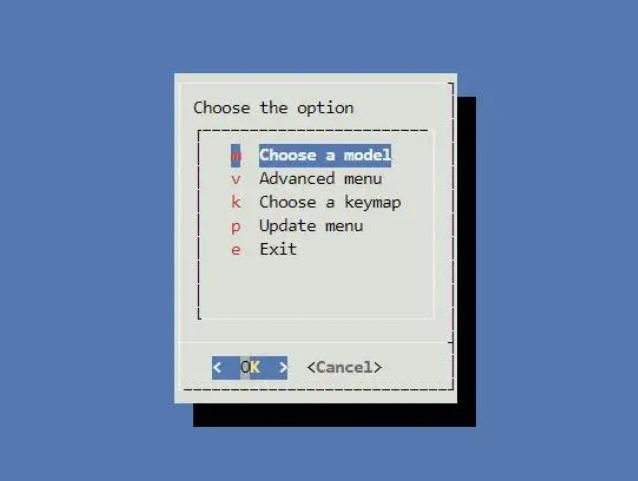 Choose the option
m Choose a model
v Advanced menu
k Choose a keymap
p Update menu
e Exit
< OK > <Cancel>